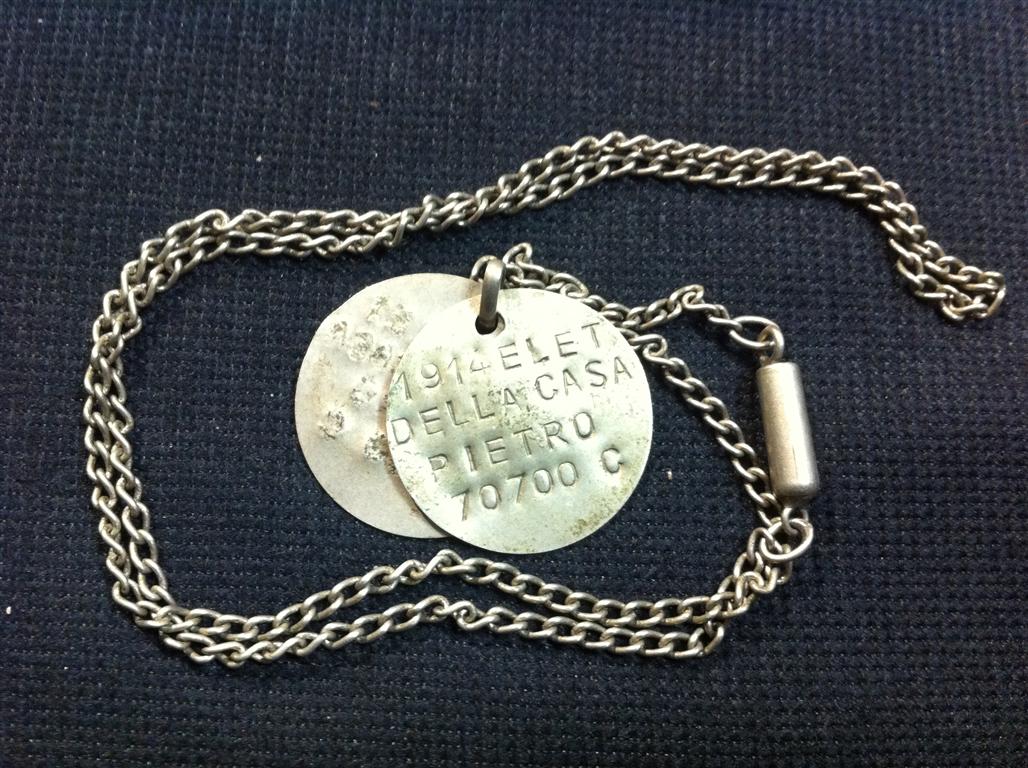 1914 ELET
DELLA CASA
PIETRO
70700 C